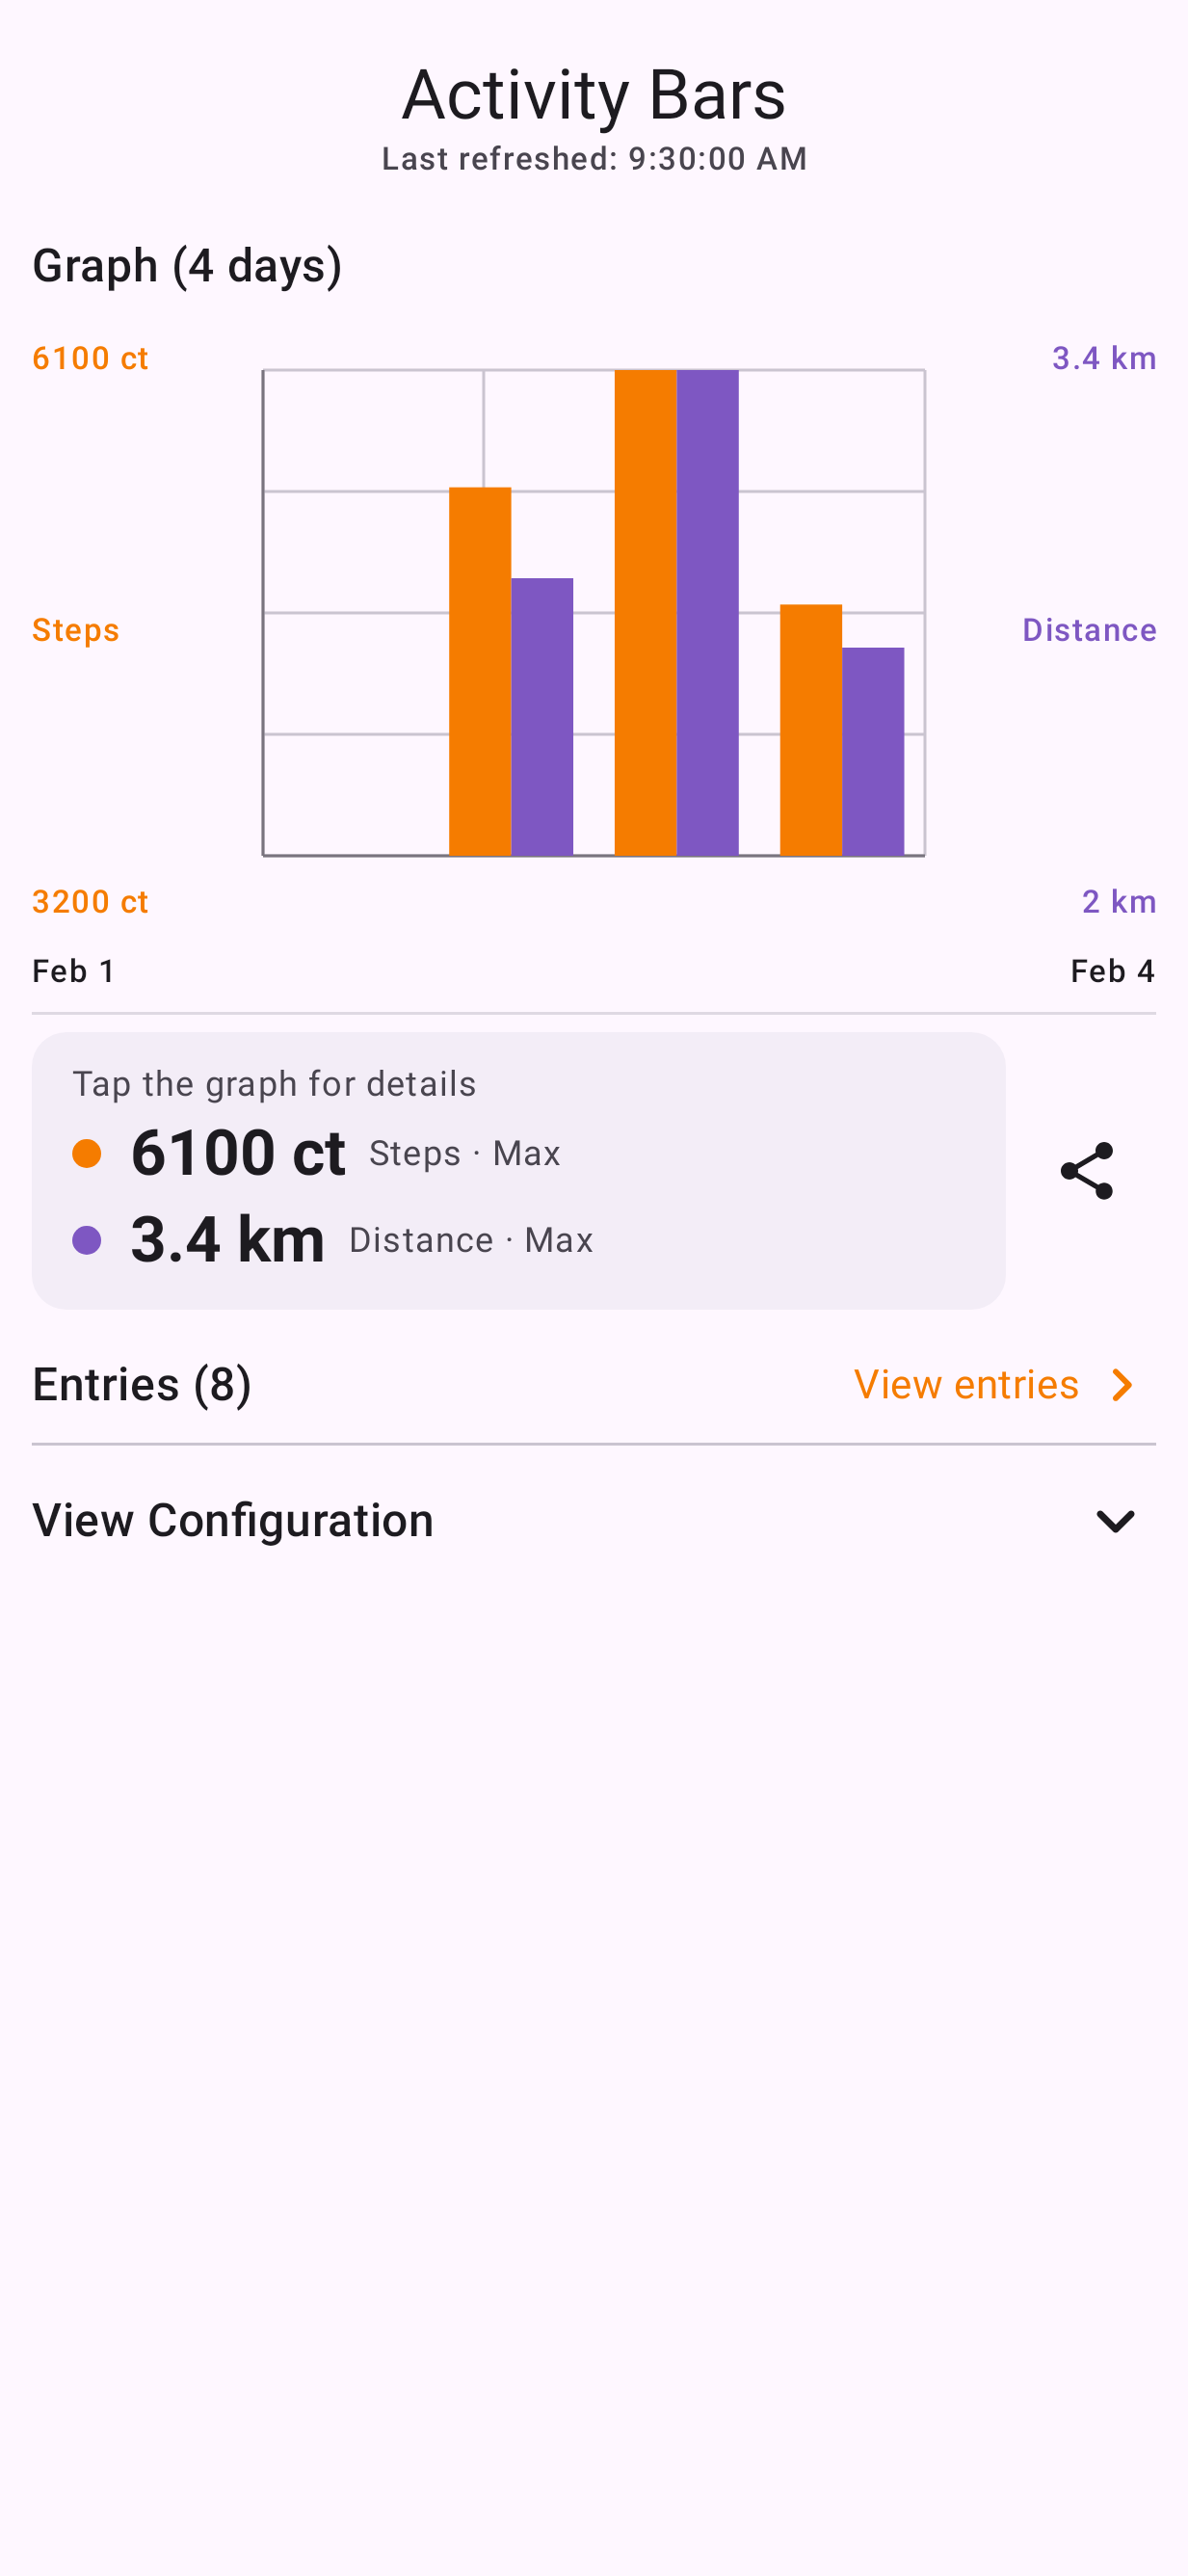 Activity Bars
Last refreshed: 9:30:00 AM
Graph (4 days)
6100 ct
3.4 km
Steps
Distance
3200 ct
2 km
Feb 1
Feb 4
Tap the graph for details
6100 ct Steps · Max
3.4 km Distance · Max
Entries (8)
View entries
View Configuration